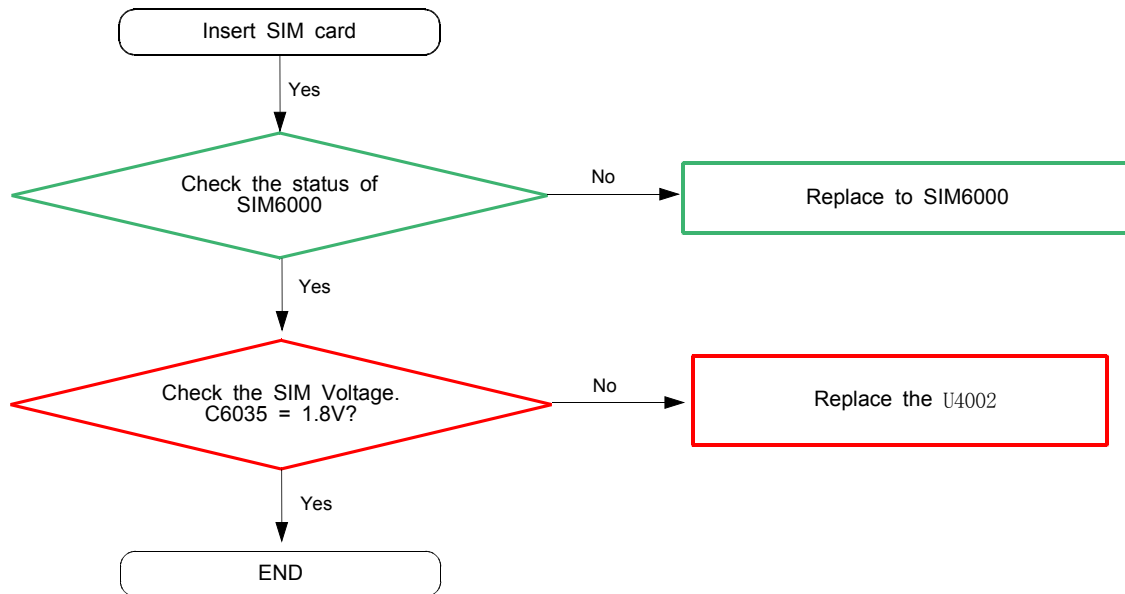 Insert SIM card
Yes
Check the status of
SIM6000
No
Replace to SIM6000
Yes
Check the SIM Voltage.
C6035 = 1.8V?
No
Replace the U4002
Yes
END